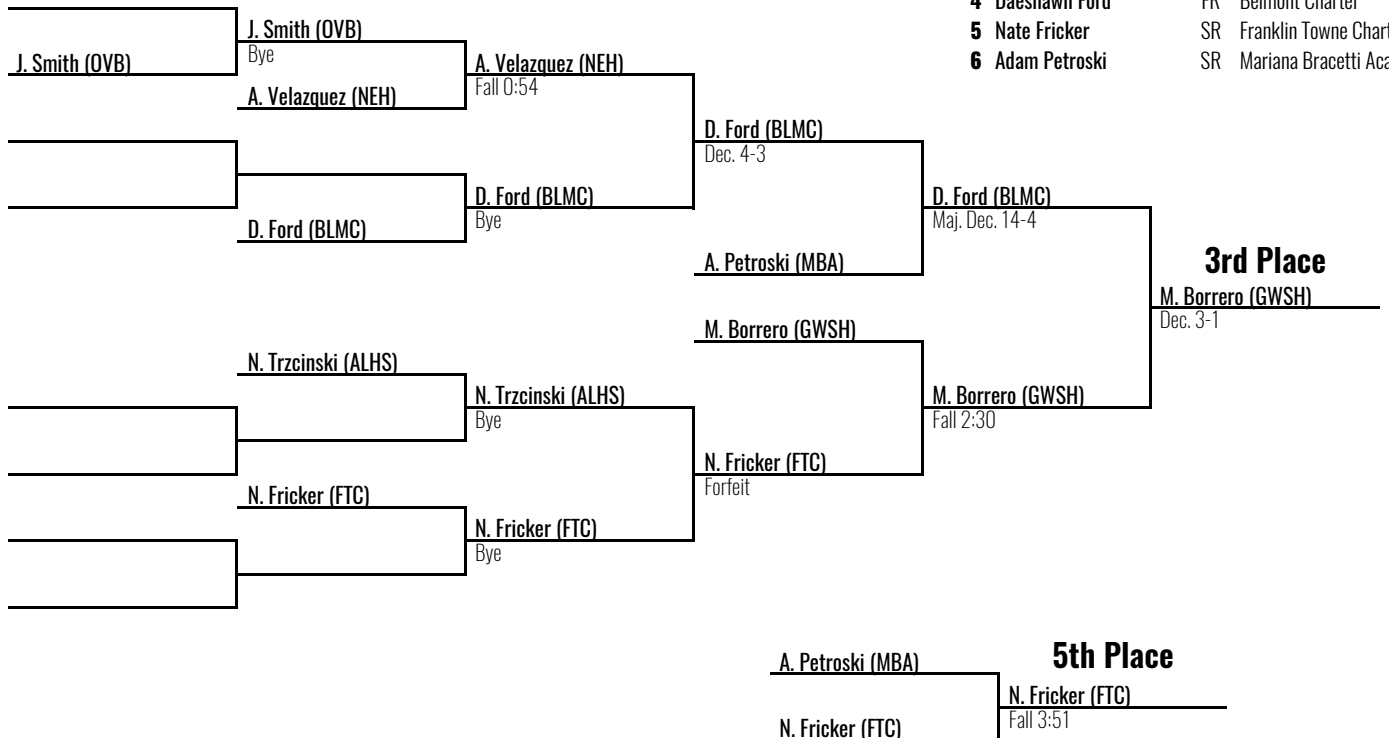 4 Daeshawn Ford FR Belmont Charter
5 Nate Fricker SR Franklin Towne
6 Adam Petroski SR Mariana Bracetti
J. Smith (OVB)
J. Smith (OVB)
Bye
A. Velazquez (NEH)
A. Velazquez (NEH)
Fall 0:54
D. Ford (BLMC)
D. Ford (BLMC)
Bye
D. Ford (BLMC)
Dec. 4-3
A. Petroski (MBA)
D. Ford (BLMC)
Maj. Dec. 14-4
3rd Place
M. Borrero (GWSH)
Dec. 3-1
M. Borrero (GWSH)
M. Borrero (GWSH)
Fall 2:30
N. Trzcinski (ALHS)
N. Trzcinski (ALHS)
Bye
N. Fricker (FTC)
Forfeit
N. Fricker (FTC)
N. Fricker (FTC)
Bye
5th Place
A. Petroski (MBA)
N. Fricker (FTC)
Fall 3:51
N. Fricker (FTC)